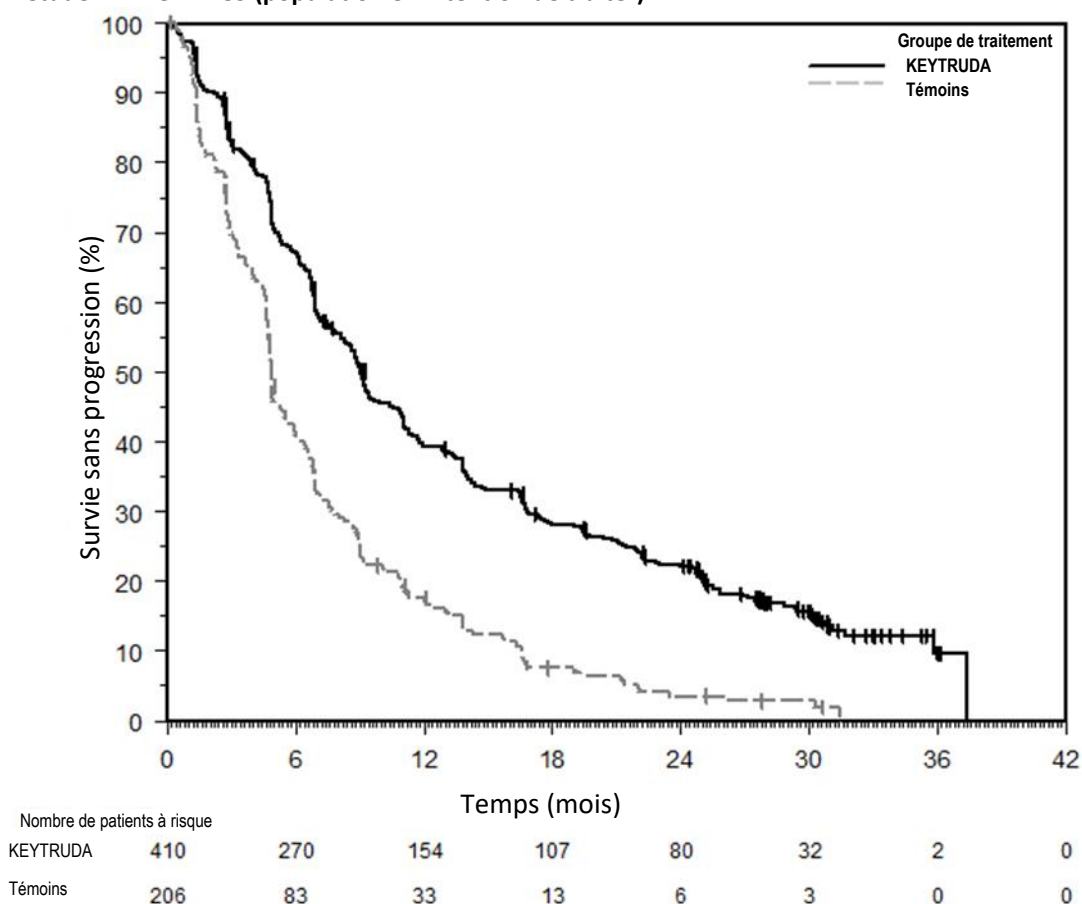 100
Groupe de traitement
KEYTRUDA
Témoins
90
80
70
60
50
40
30
20
10
0
Survie sans progression (%)
0 6 12 18 24 30 36 42
Temps (mois)
Nombre de patients à risque
KEYTRUDA 410 270 154 107 80 32 2 0
Témoins 206 83 33 13 6 3 0 0